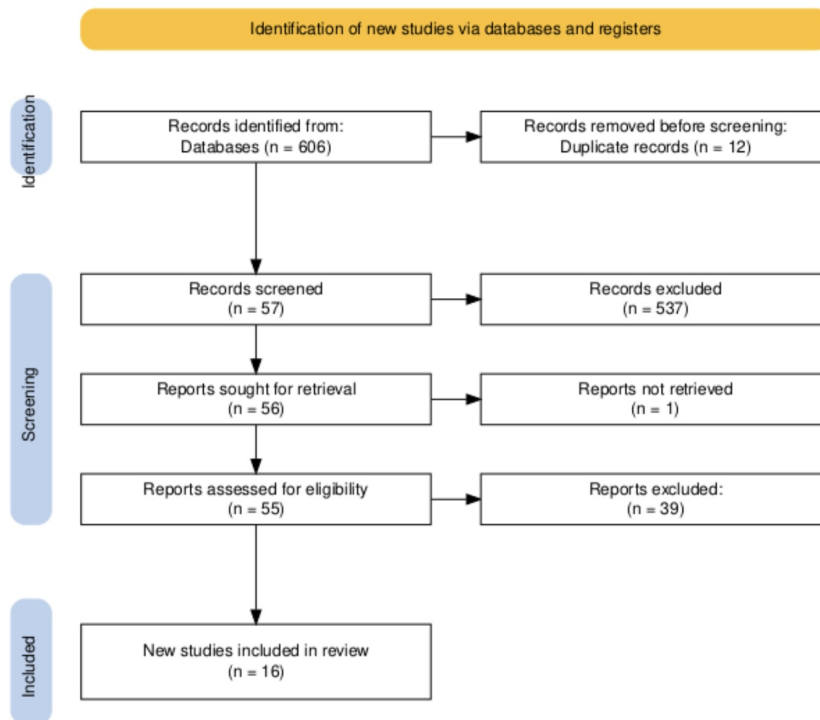 Identification of new studies via databases and registers
Identification
Records identified from:
Databases (n = 606)
Records removed before screening:
Duplicate records (n = 12)
Screening
Records screened
(n = 57)
Records excluded
(n = 537)
Reports sought for retrieval
(n = 56)
Reports not retrieved
(n = 1)
Reports assessed for eligibility
(n = 55)
Reports excluded:
(n = 39)
Included
New studies included in review
(n = 16)